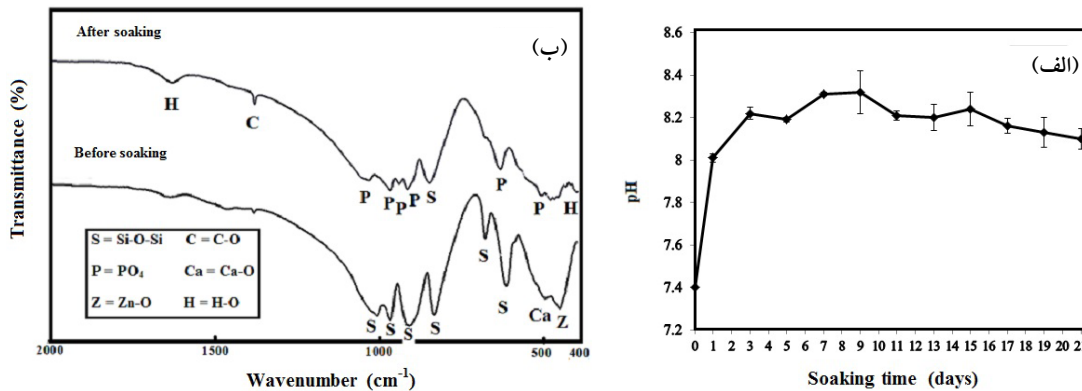 (ب)
After soaking
H
C
P
P
P
P
S
P
P
H
Before soaking
S = Si-O-Si C = C-O
P = PO₄ Ca = Ca-O
Z = Zn-O H = H-O
S
S
S
S
S
S
Ca
Z
Transmittance (%)
2000 1500 1000 500 400
Wavenumber (cm⁻¹)
(الف)
8.6
8.4
8.2
8
7.8
7.6
7.4
7.2
pH
0 1 2 3 4 5 6 7 8 9 10 11 12 13 14 15 16 17 18 19 20 2
Soaking time (days)